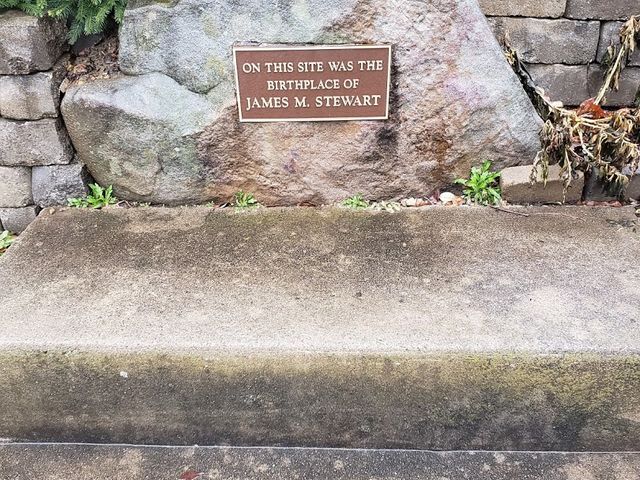 ON THIS SITE WAS THE
BIRTHPLACE OF
JAMES M. STEWART